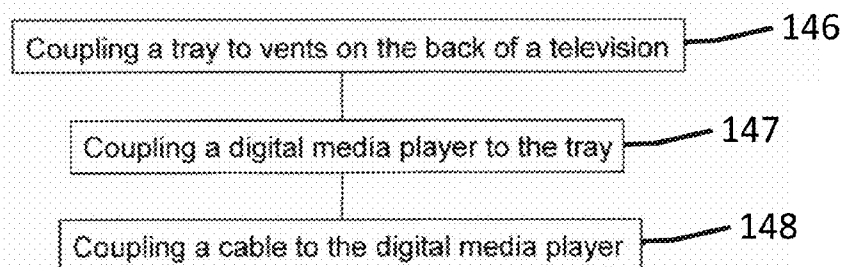 Coupling a tray to vents on the back of a television 146
Coupling a digital media player to the tray 147
Coupling a cable to the digital media player 148